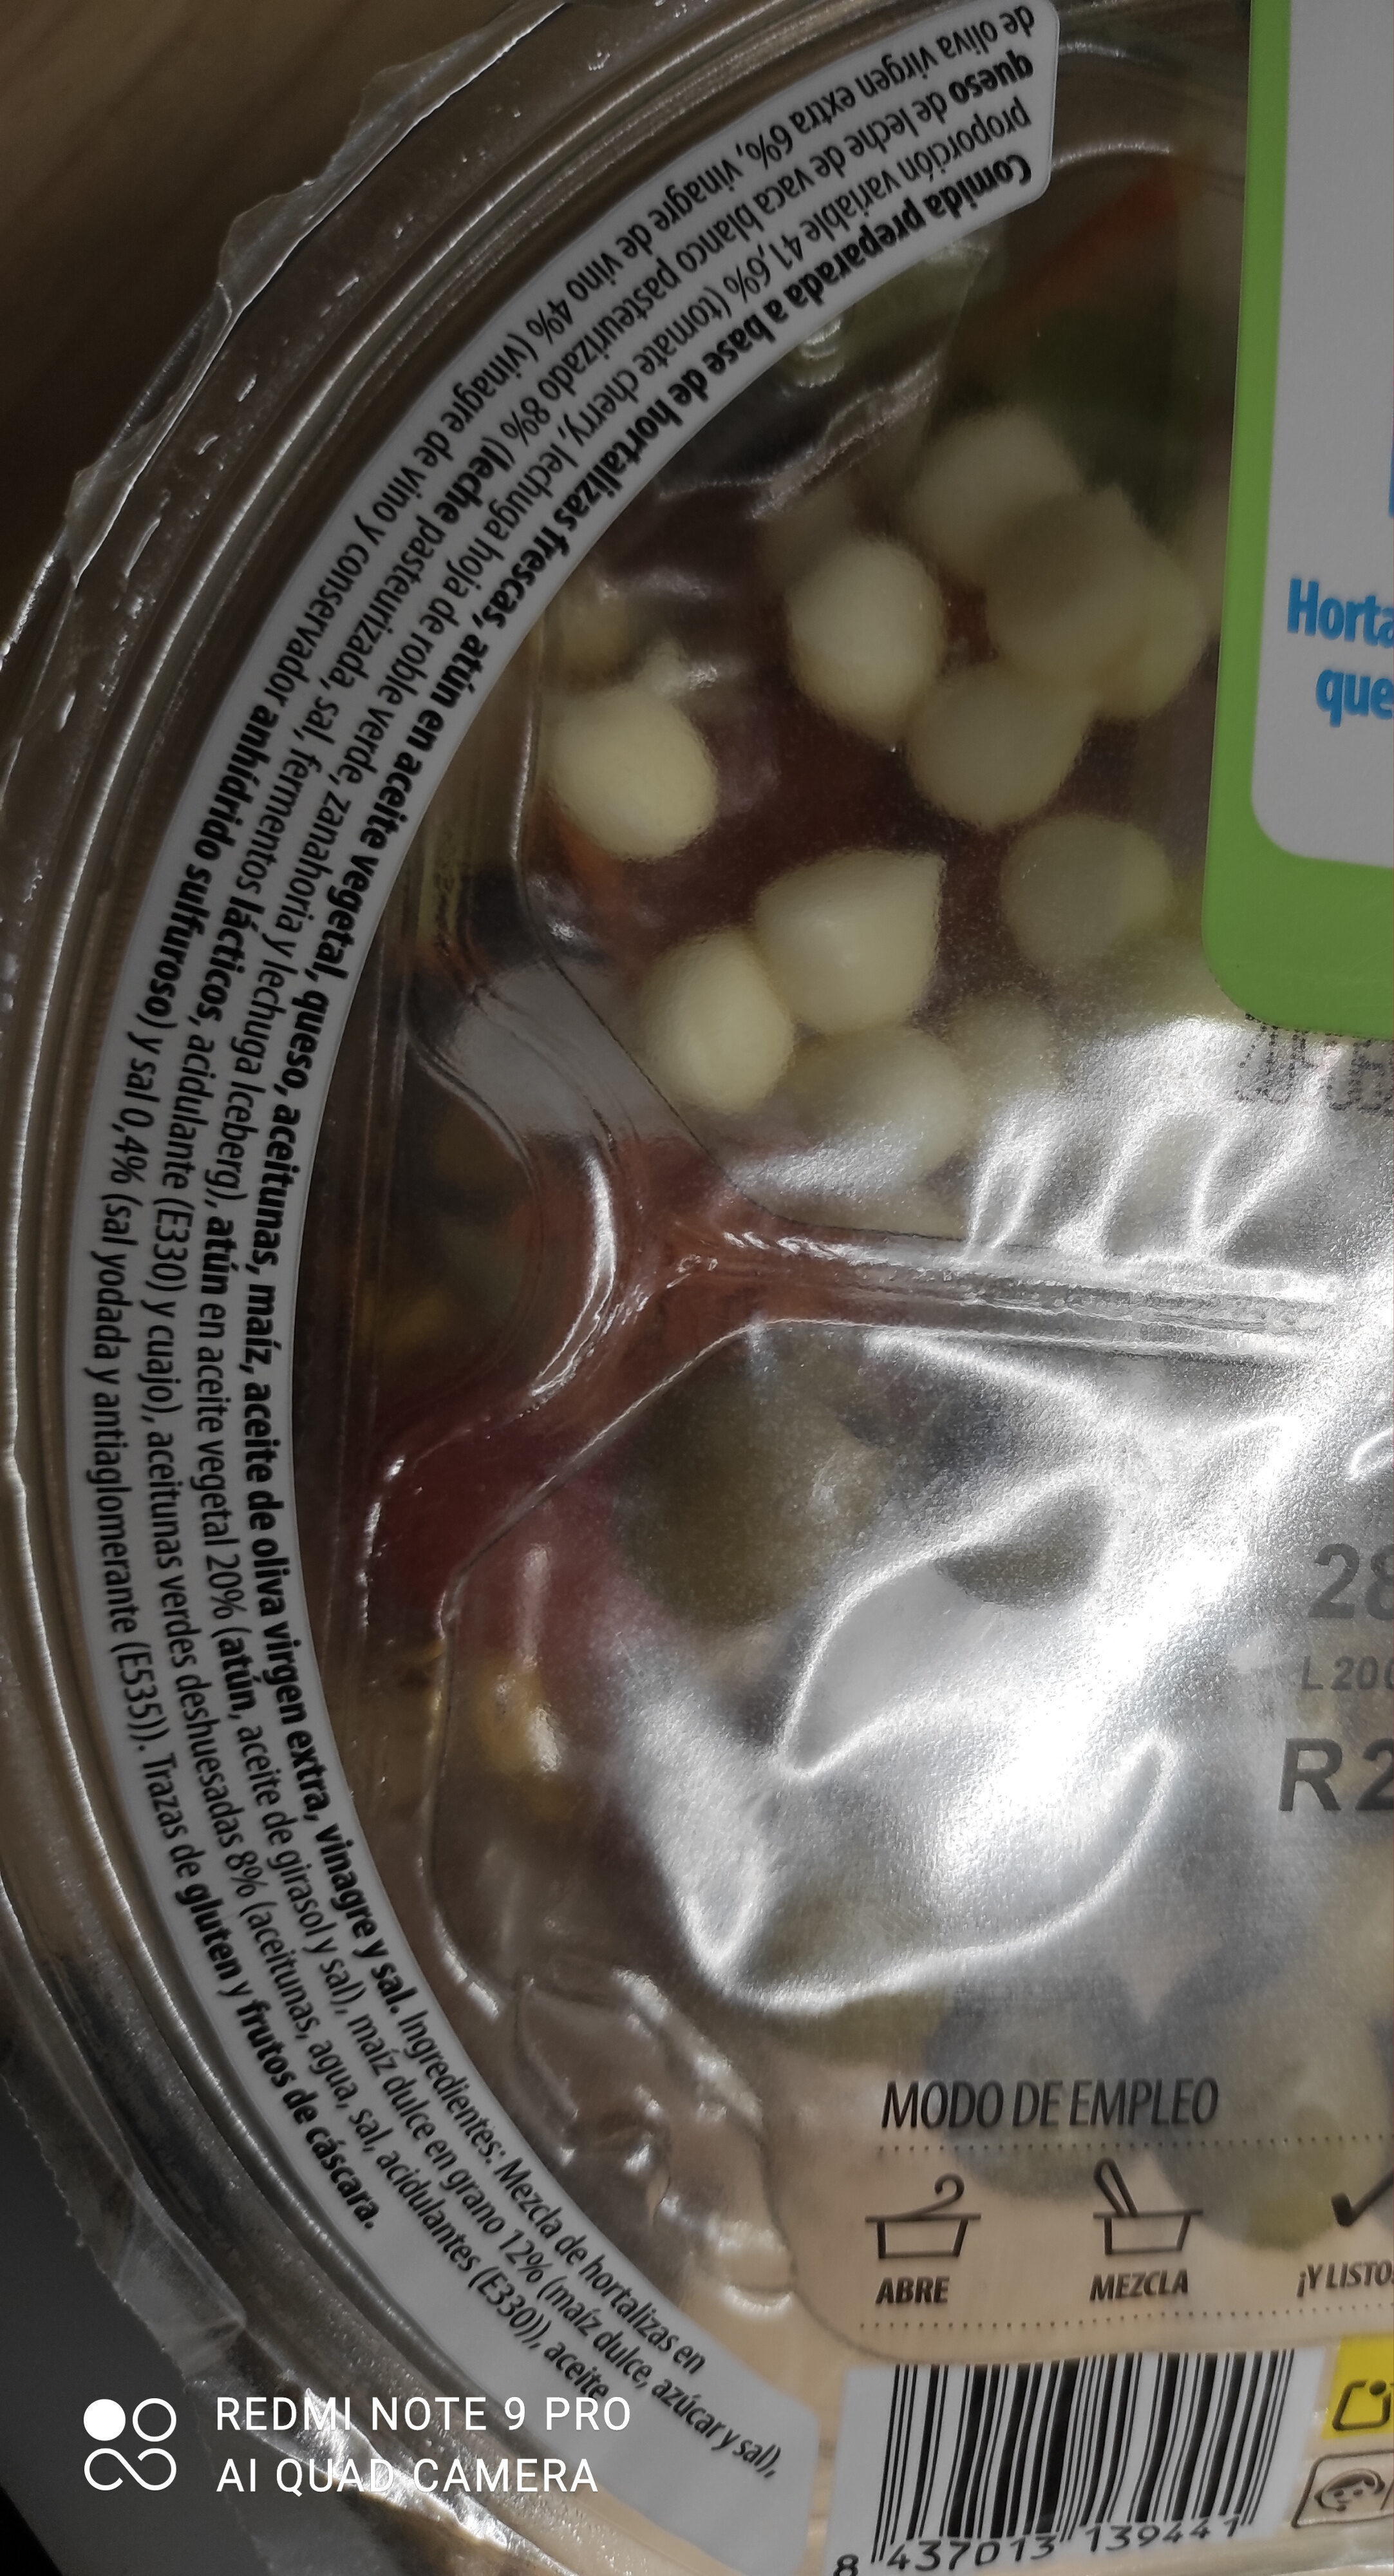 Comida preparada a base de hortalizas frescas, atún en aceite vegetal, queso, aceitunas, maíz, aceite de oliva virgen extra, vinagre y sal. Ingredientes: Mezcla de hortalizas en
proporción variable 41,6% (tomate cherry, lechuga hoja de roble verde, zanahoria y lechuga Iceberg), atún en aceite vegetal 20% (atún, aceite de girasol y sal), maíz dulce en grano 12% (maíz dulce, azúcar y sal),
queso de leche de vaca blanco pasteurizado 8% (leche pasteurizada, sal, fermentos lácticos, acidulante (E330) y cuajo), aceitunas verdes deshuesadas 8% (aceitunas, agua, sal, acidulantes (E330)), aceite
de oliva virgen extra 6%, vinagre de vino 4% (vinagre de vino y conservador anhídrido sulfuroso) y sal 0,4% (sal yodada y antiaglomerante (E535)). Trazas de gluten y frutos de cáscara.
Horta
que
28
L200
R2
MODO DE EMPLEO
ABRE
MEZCLA
¡Y LISTO
8 437013 139441
REDMI NOTE 9 PRO
AI QUAD CAMERA